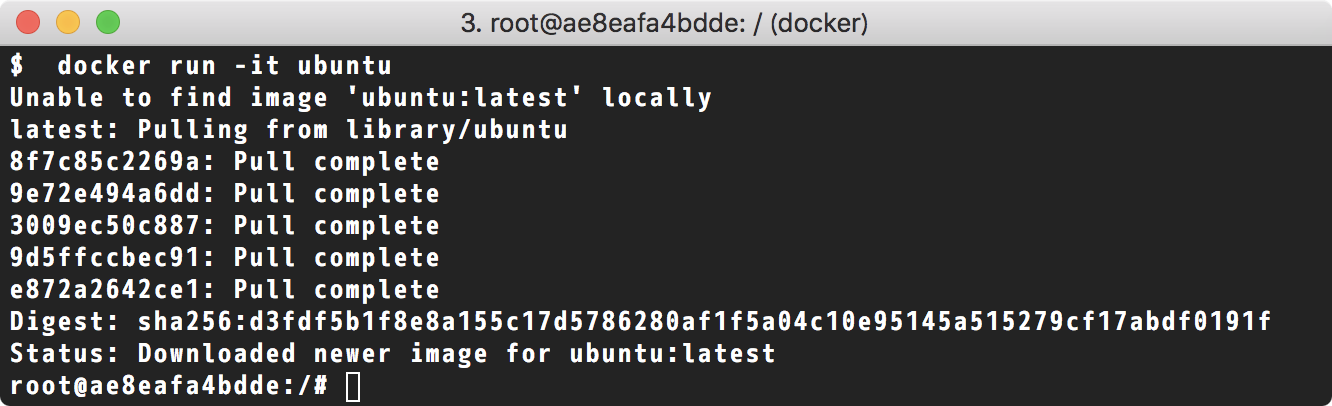 3. root@ae8eafa4bdde: / (docker)
$  docker run -it ubuntu
Unable to find image 'ubuntu:latest' locally
latest: Pulling from library/ubuntu
8f7c85c2269a: Pull complete
9e72e494a6dd: Pull complete
3009ec50c887: Pull complete
9d5ffccbec91: Pull complete
e872a2642ce1: Pull complete
Digest: sha256:d3fdf5b1f8e8a155c17d5786280af1f5a04c10e95145a515279cf17abdf0191f
Status: Downloaded newer image for ubuntu:latest
root@ae8eafa4bdde:/#